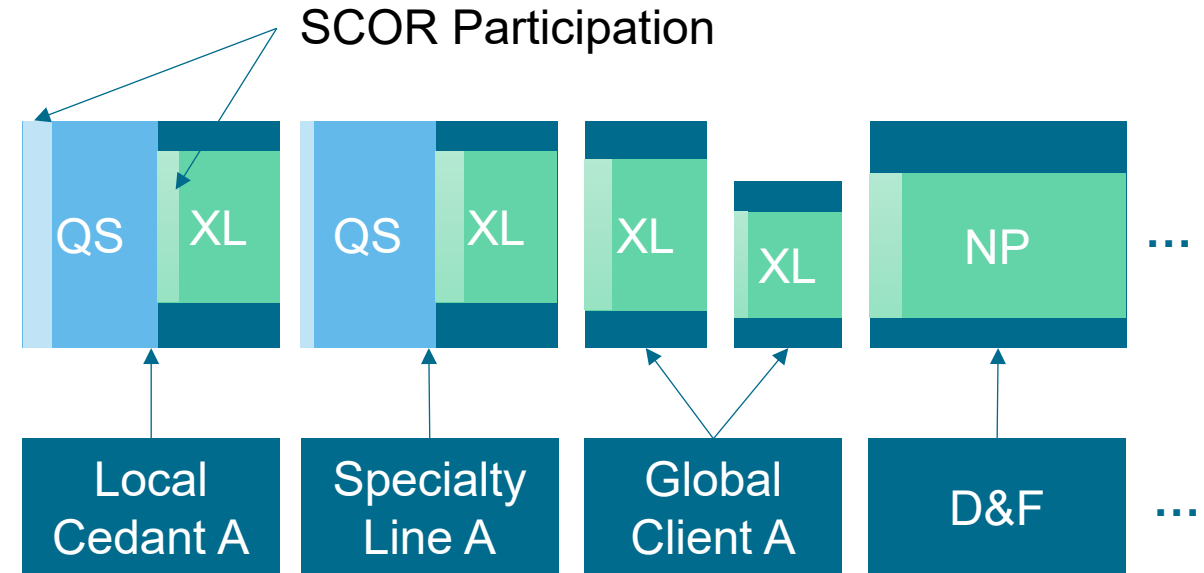 SCOR Participation
QS
XL
QS
XL
XL
XL
NP
...
Local
Cedant A
Specialty
Line A
Global
Client A
D&F
...